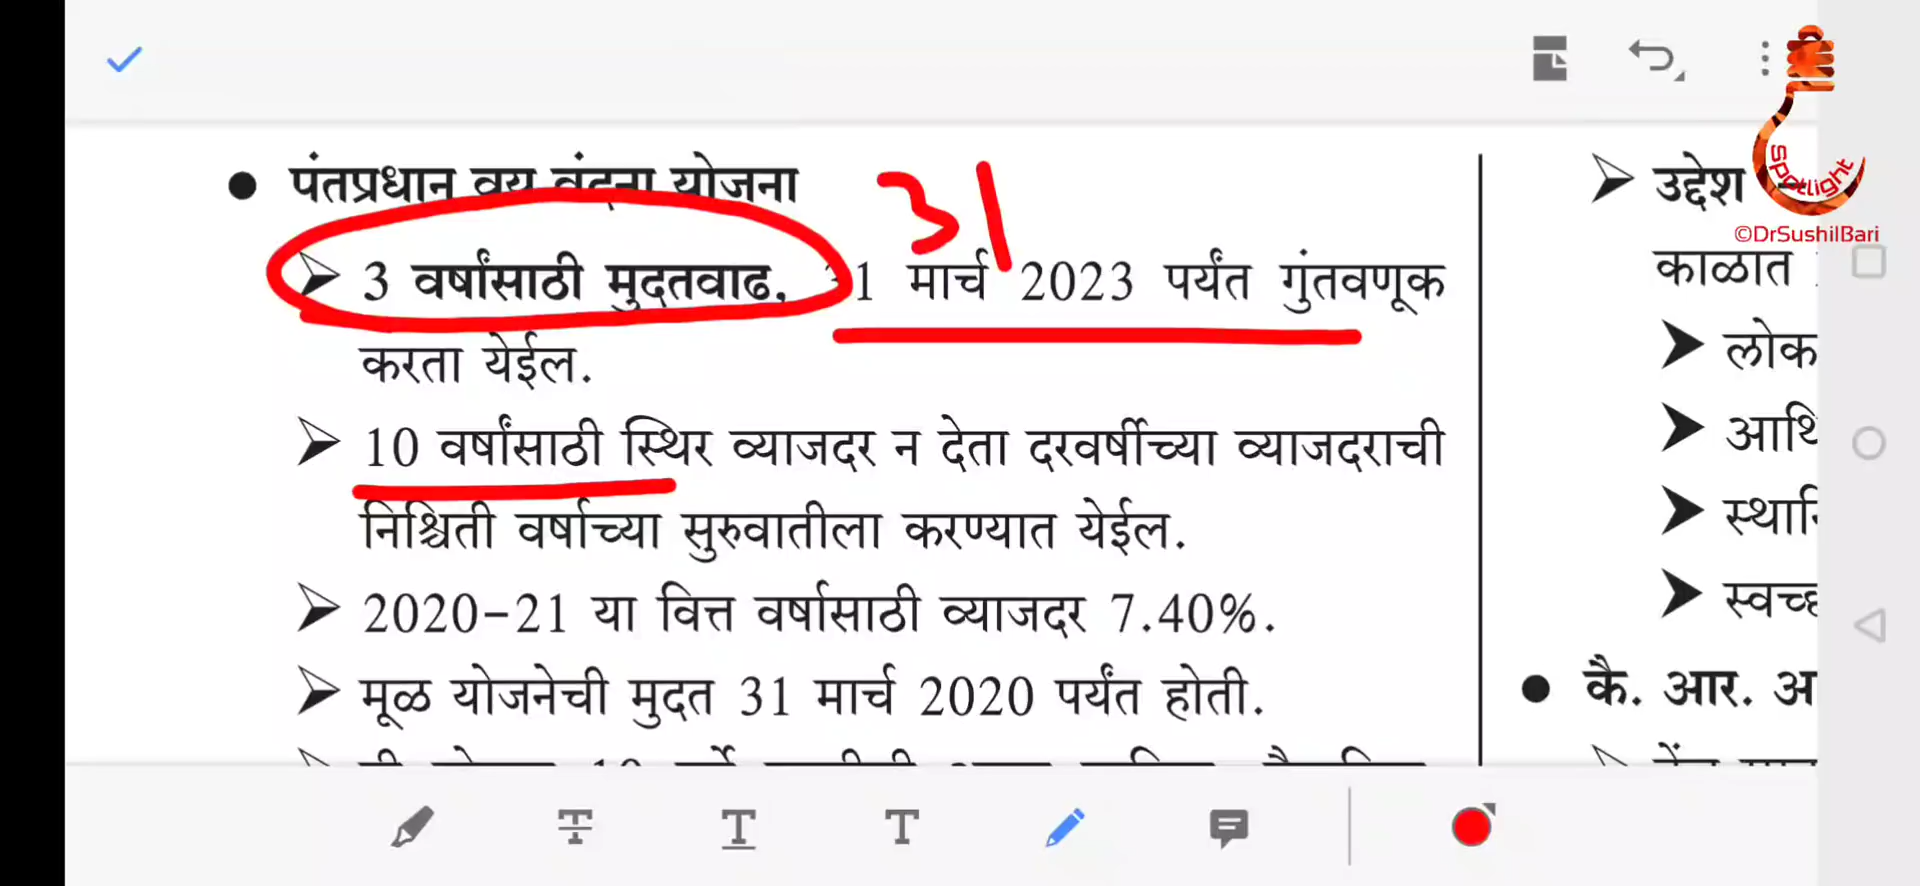 पंतप्रधान वय वंदना योजना
31
3 वर्षांसाठी मुदतवाढ. 31 मार्च 2023 पर्यंत गुंतवणूक
करता येईल.
10 वर्षांसाठी स्थिर व्याजदर न देता दरवर्षीच्या व्याजदराची
निश्चिती वर्षाच्या सुरुवातीला करण्यात येईल.
2020-21 या वित्त वर्षासाठी व्याजदर 7.40%.
मूळ योजनेची मुदत 31 मार्च 2020 पर्यंत होती.
उद्देश
काळात
लोक
आर्थि
स्थानि
स्वच्छ
कै. आर. आ
Spotlight
©DrSushilBari